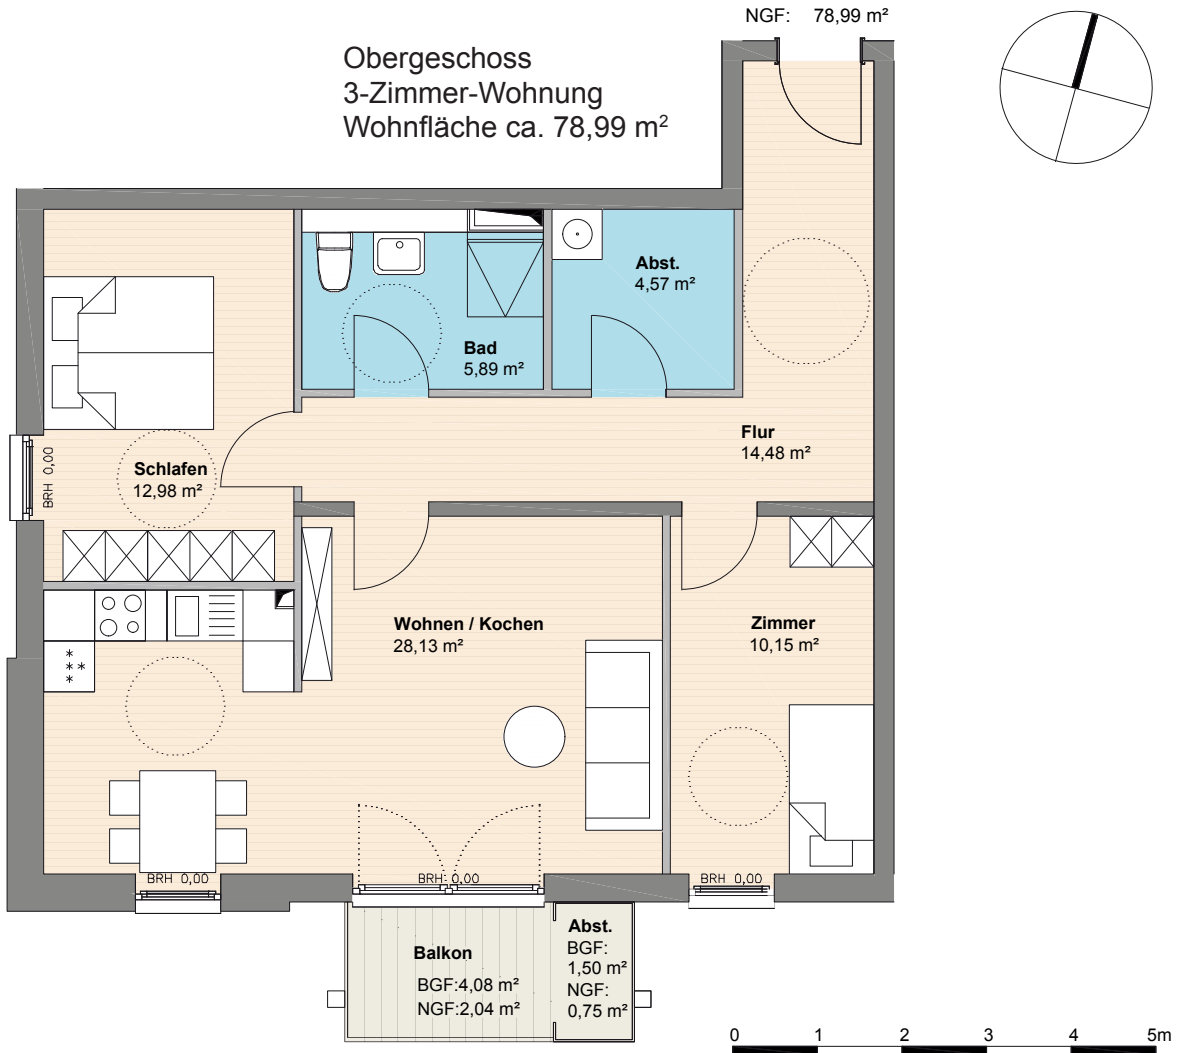 NGF: 78,99 m²
Obergeschoss
3-Zimmer-Wohnung
Wohnfläche ca. 78,99 m²
Abst.
4,57 m²
Bad
5,89 m²
Flur
14,48 m²
Schlafen
12,98 m²
BRH 0,00
Wohnen / Kochen
28,13 m²
Zimmer
10,15 m²
BRH 0,00
BRH 0,00
BRH 0,00
Balkon
BGF:4,08 m²
NGF:2,04 m²
Abst.
BGF:
1,50 m²
NGF:
0,75 m²
0 1 2 3 4 5m